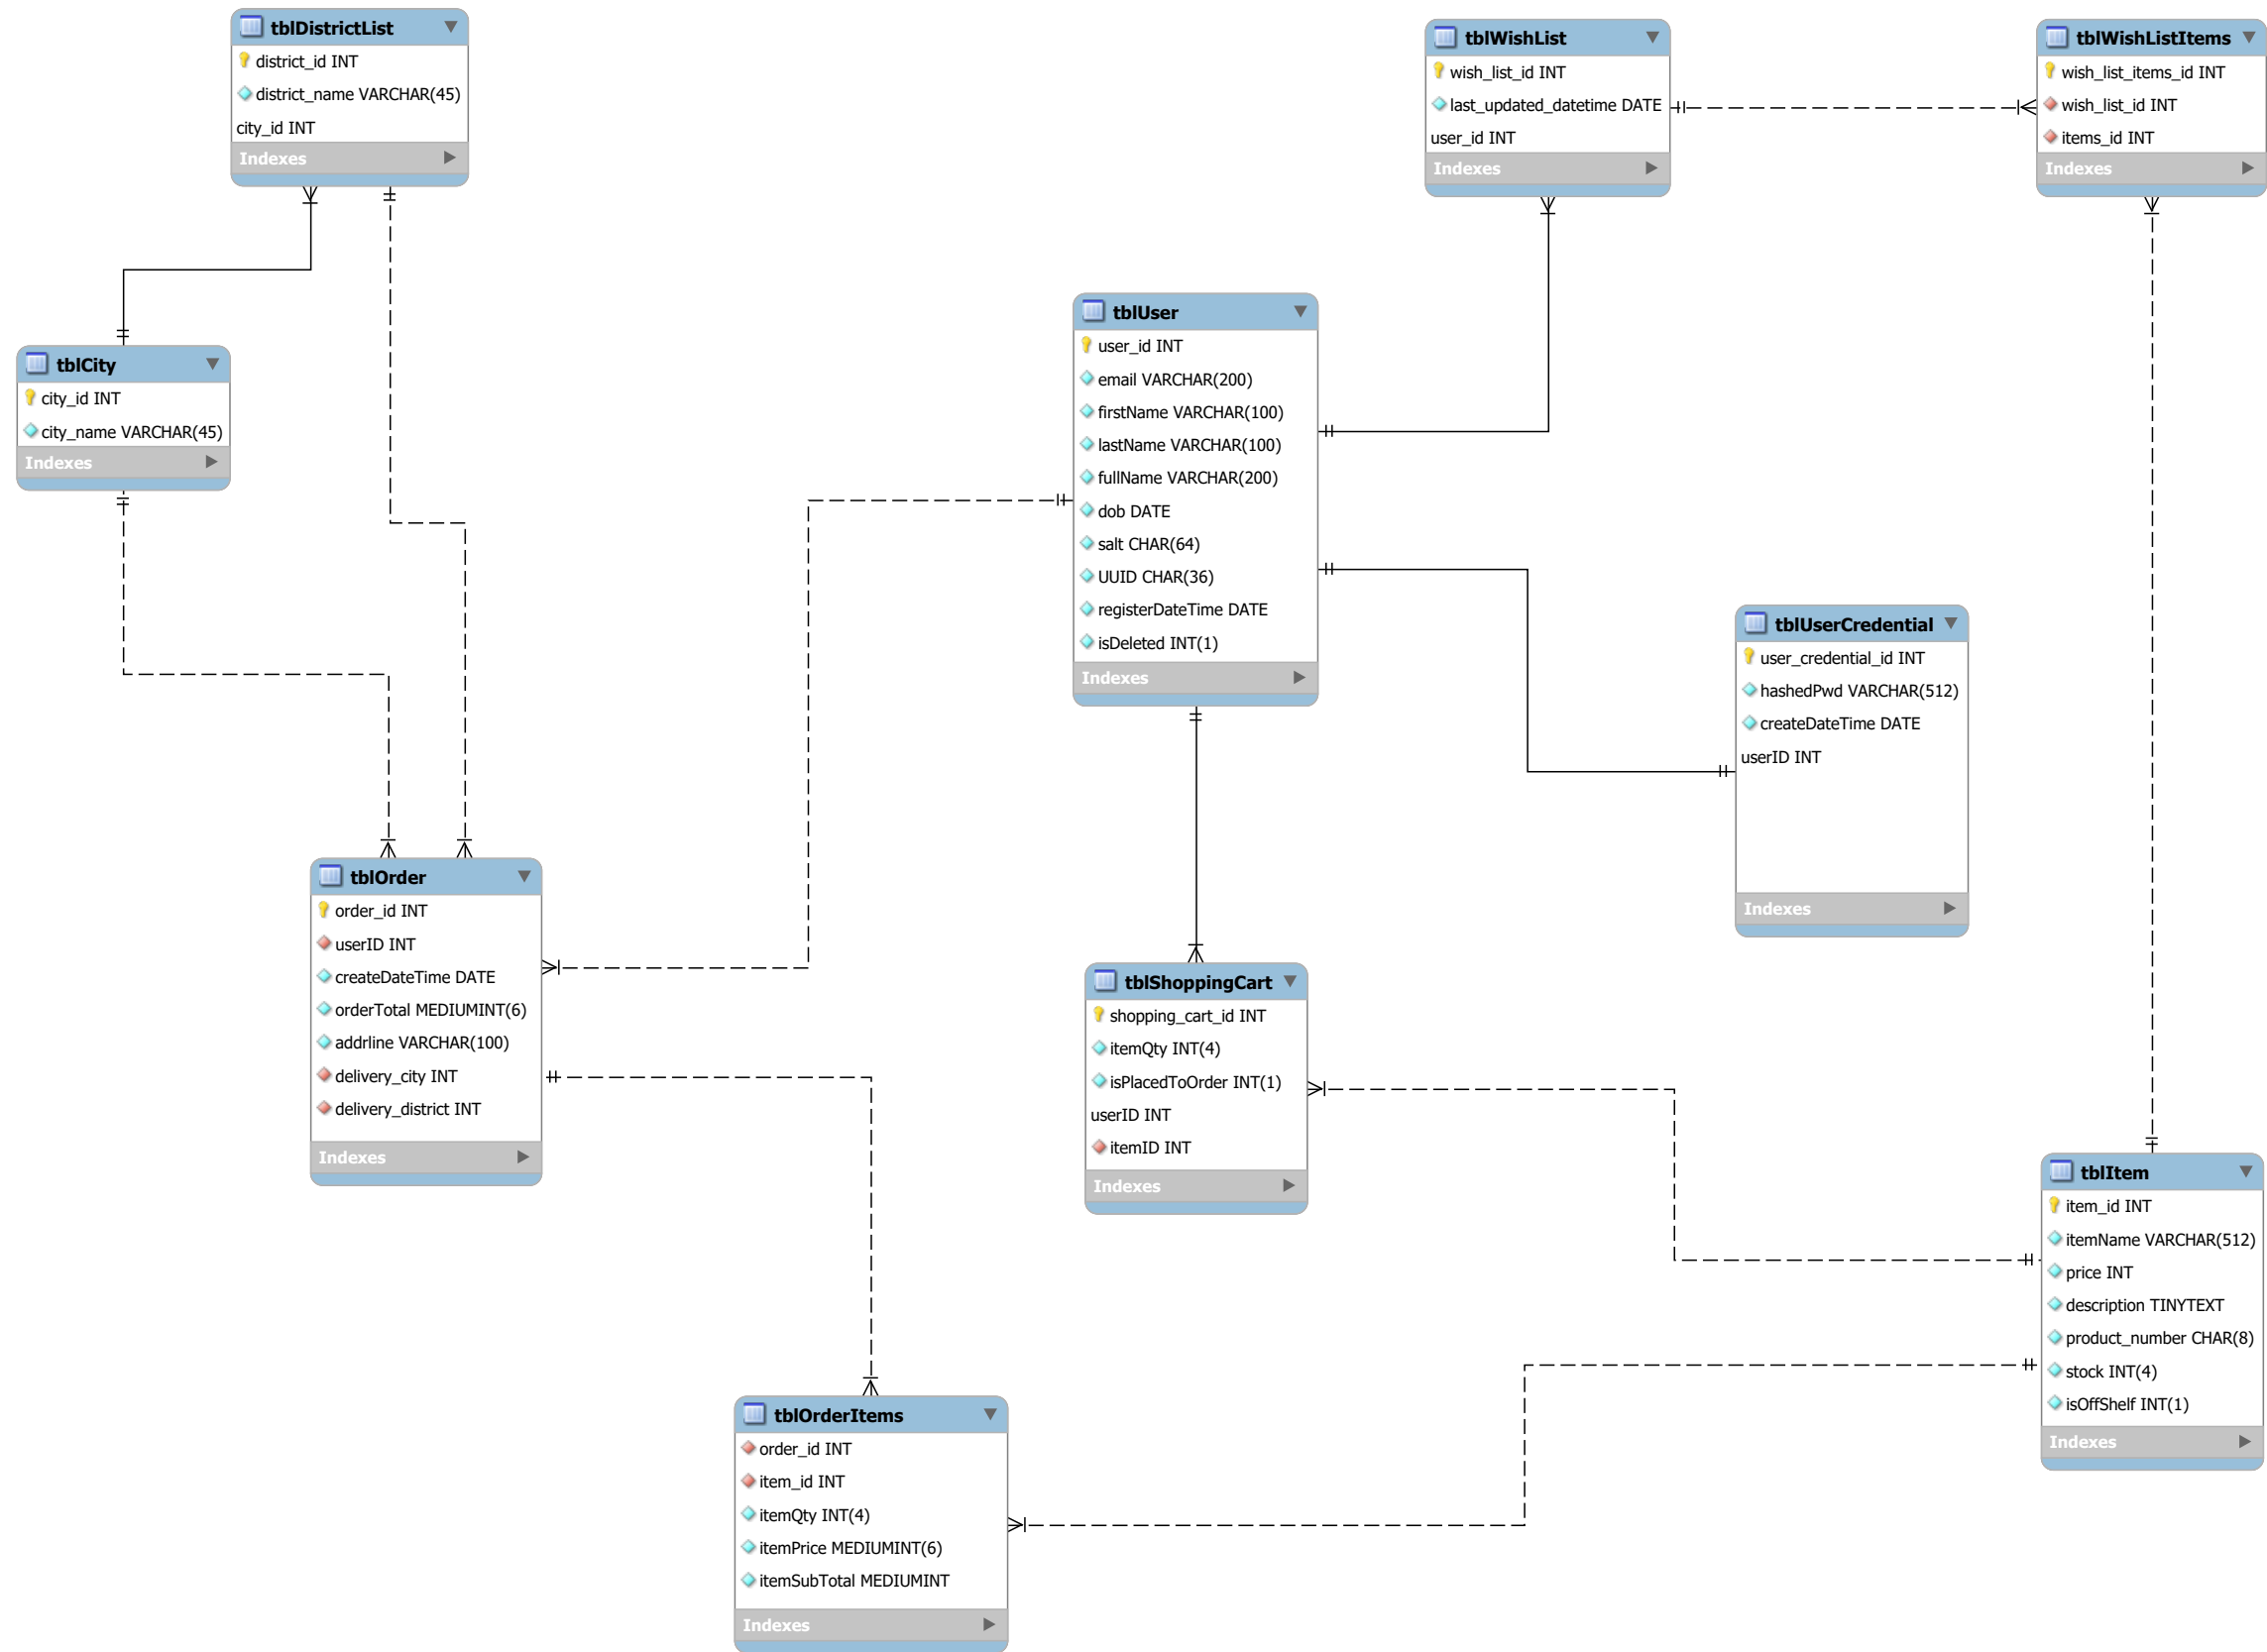 tblDistrictList
district_id INT
district_name VARCHAR(45)
city_id INT
Indexes
tblWishList
wish_list_id INT
last_updated_datetime DATE
user_id INT
Indexes
tblWishListItems
wish_list_items_id INT
wish_list_id INT
items_id INT
Indexes
tblCity
city_id INT
city_name VARCHAR(45)
Indexes
tblUser
user_id INT
email VARCHAR(200)
firstName VARCHAR(100)
lastName VARCHAR(100)
fullName VARCHAR(200)
dob DATE
salt CHAR(64)
UUID CHAR(36)
registerDateTime DATE
isDeleted INT(1)
Indexes
tblUserCredential
user_credential_id INT
hashedPwd VARCHAR(512)
createDateTime DATE
userID INT
Indexes
tblOrder
order_id INT
userID INT
createDateTime DATE
orderTotal MEDIUMINT(6)
addrline VARCHAR(100)
delivery_city INT
delivery_district INT
Indexes
tblShoppingCart
shopping_cart_id INT
itemQty INT(4)
isPlacedToOrder INT(1)
userID INT
itemID INT
Indexes
tblItem
item_id INT
itemName VARCHAR(512)
price INT
description TINYTEXT
product_number CHAR(8)
stock INT(4)
isOffShelf INT(1)
Indexes
tblOrderItems
order_id INT
item_id INT
itemQty INT(4)
itemPrice MEDIUMINT(6)
itemSubTotal MEDIUMINT
Indexes